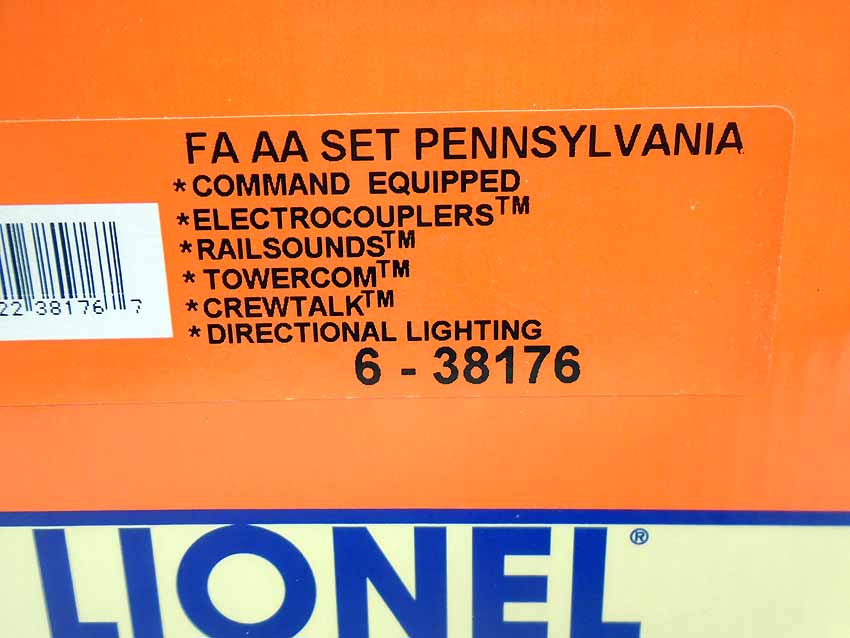 FA AA SET PENNSYLVANIA
*COMMAND EQUIPPED
*ELECTROCOUPLERS™
*RAILSOUNDS™
* TOWERCOM™
*CREWTALK™
*DIRECTIONAL LIGHTING
6 - 38176
22 38176 7
LIONEL®